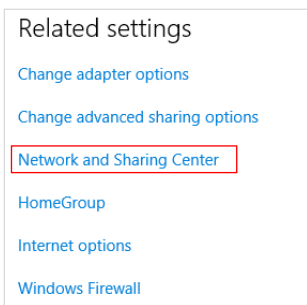 Related settings
Change adapter options
Change advanced sharing options
Network and Sharing Center
HomeGroup
Internet options
Windows Firewall